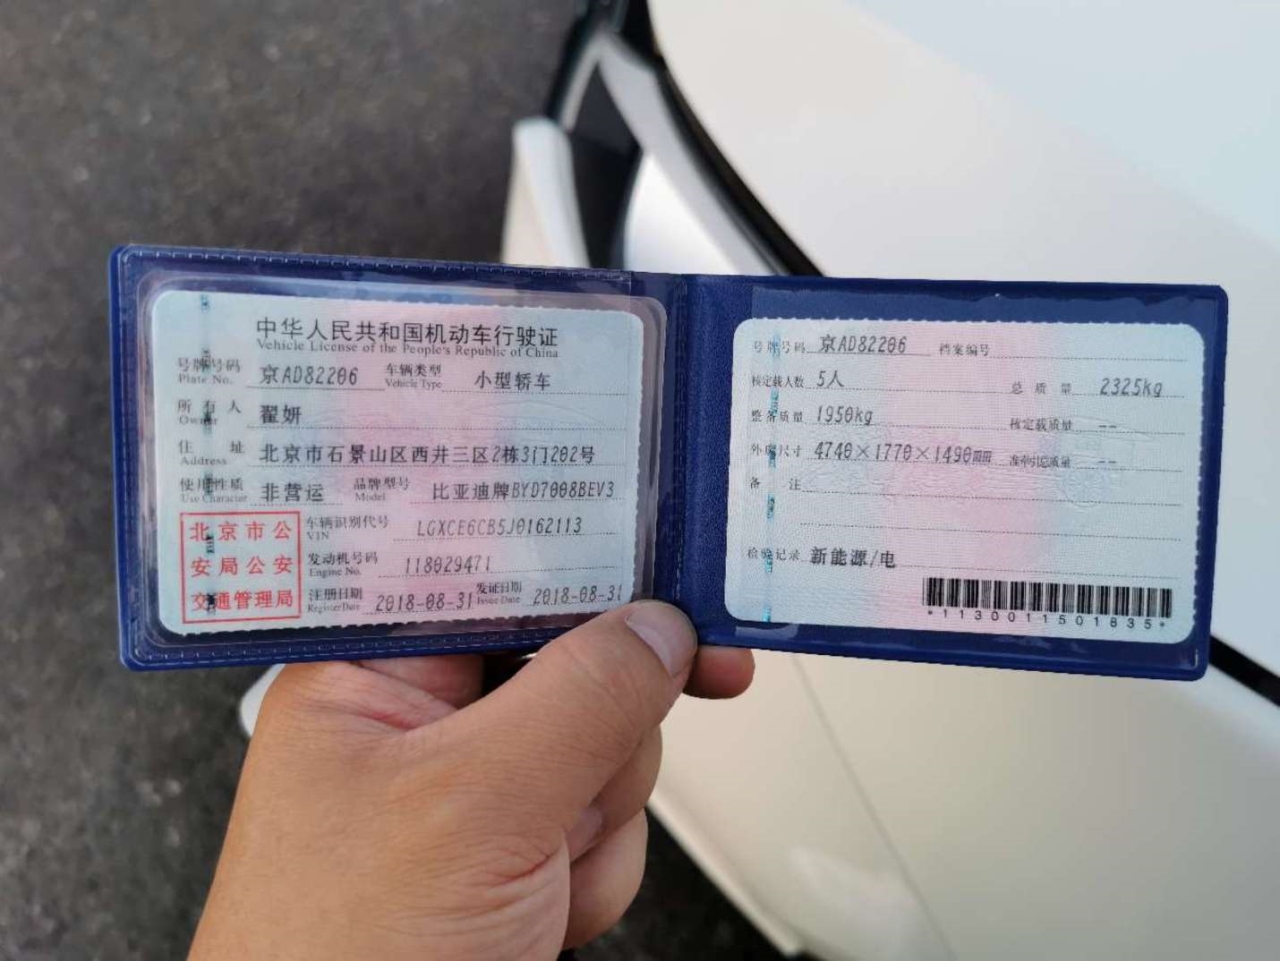 中华人民共和国机动车行驶证
Vehicle License of the People's Republic of China
号牌号码 京AD82206 车辆类型 小型轿车
Plate No. Vehicle Type
所有人 翟妍
Owner
住址 北京市石景山区西井三区2栋3门202号
Address
使用性质 非营运 品牌型号 比亚迪牌BYD7008BEV3
Use Character Model
北京市公
安局公安
交通管理局
车辆识别代号 LGXCE6CB5J0162113
VIN
发动机号码 118029471
Engine No.
注册日期 2018-08-31 发证日期 2018-08-31
Register Date Issue Date
号牌号码 京AD82206 档案编号
核定载人数 5人 总质量 2325kg
整备质量 1950kg 核定载质量 --
外廓尺寸 4740×1770×1490mm 准牵引总质量 --
备注
检验记录 新能源/电
*1130011501835*